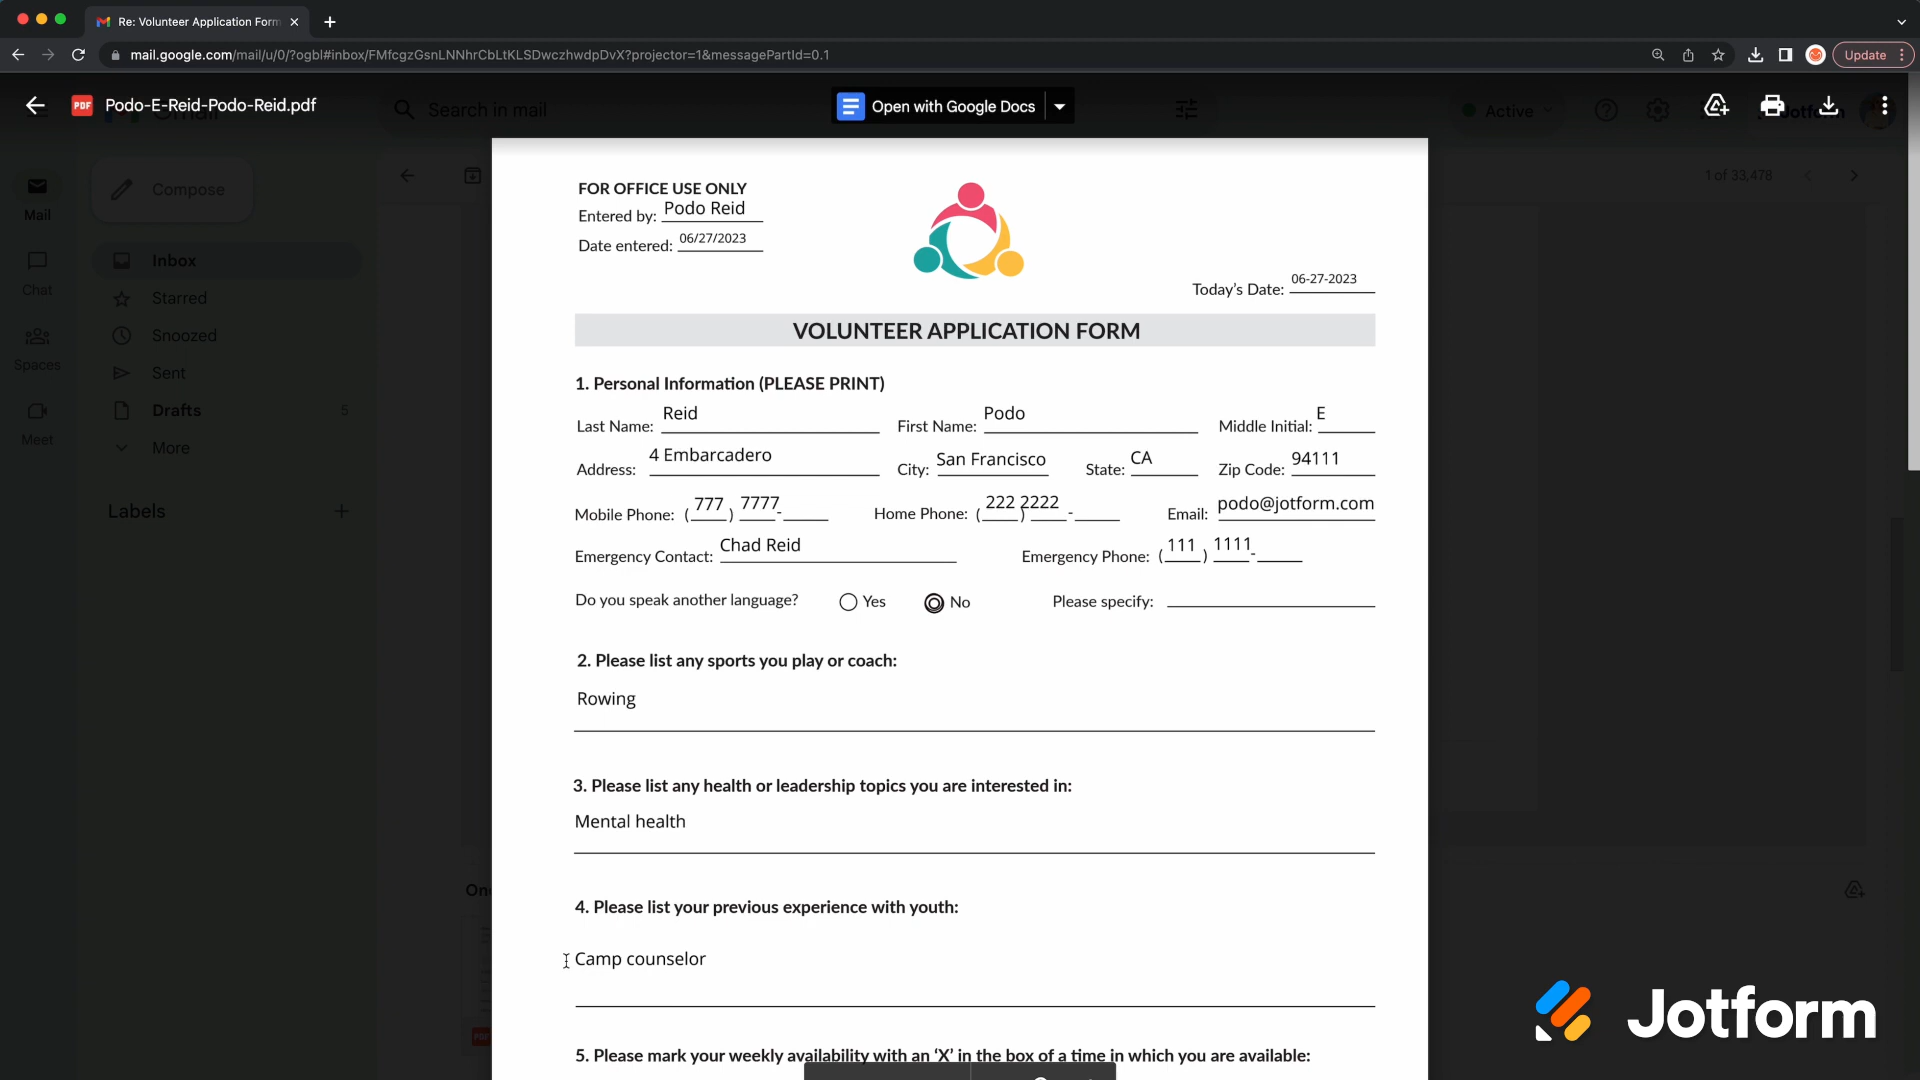 Re: Volunteer Application Form
mail.google.com/mail/u/0/?ogbl#inbox/FMfcgzGsnLNNhrCbLtKLSDwczhwdpDvX?projector=1&messagePartId=0.1
Update
PDF Podo-E-Reid-Podo-Reid.pdf
Search in mail
Open with Google Docs
Active
Compose
1 of 33,478
Mail
Inbox
Chat
Starred
Snoozed
Spaces
Sent
Drafts 5
Meet
More
Labels
FOR OFFICE USE ONLY
Entered by: Podo Reid
Date entered: 06/27/2023
Today's Date: 06-27-2023
VOLUNTEER APPLICATION FORM
1. Personal Information (PLEASE PRINT)
Last Name: Reid First Name: Podo Middle Initial: E
Address: 4 Embarcadero City: San Francisco State: CA Zip Code: 94111
Mobile Phone: (777) 7777- Home Phone: (222) 2222 - Email: podo@jotform.com
Emergency Contact: Chad Reid Emergency Phone: (111) 1111-
Do you speak another language? Yes No Please specify:
2. Please list any sports you play or coach:
Rowing
3. Please list any health or leadership topics you are interested in:
Mental health
4. Please list your previous experience with youth:
Camp counselor
5. Please mark your weekly availability with an ‘X’ in the box of a time in which you are available:
PDF
Jotform